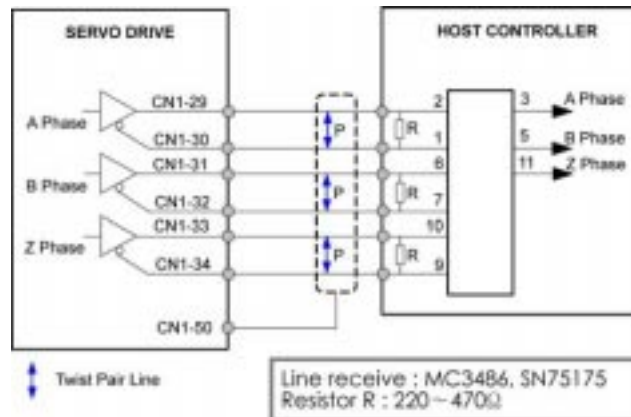 SERVO DRIVE
HOST CONTROLLER
CN1-29
2
3
A Phase
A Phase
P
R
CN1-30
1
5
B Phase
CN1-31
6
11
Z Phase
B Phase
P
R
CN1-32
7
CN1-33
10
Z Phase
P
R
CN1-34
9
CN1-50
Twist Pair Line
Line receive : MC3486, SN75175
Resistor R : 220~470Ω